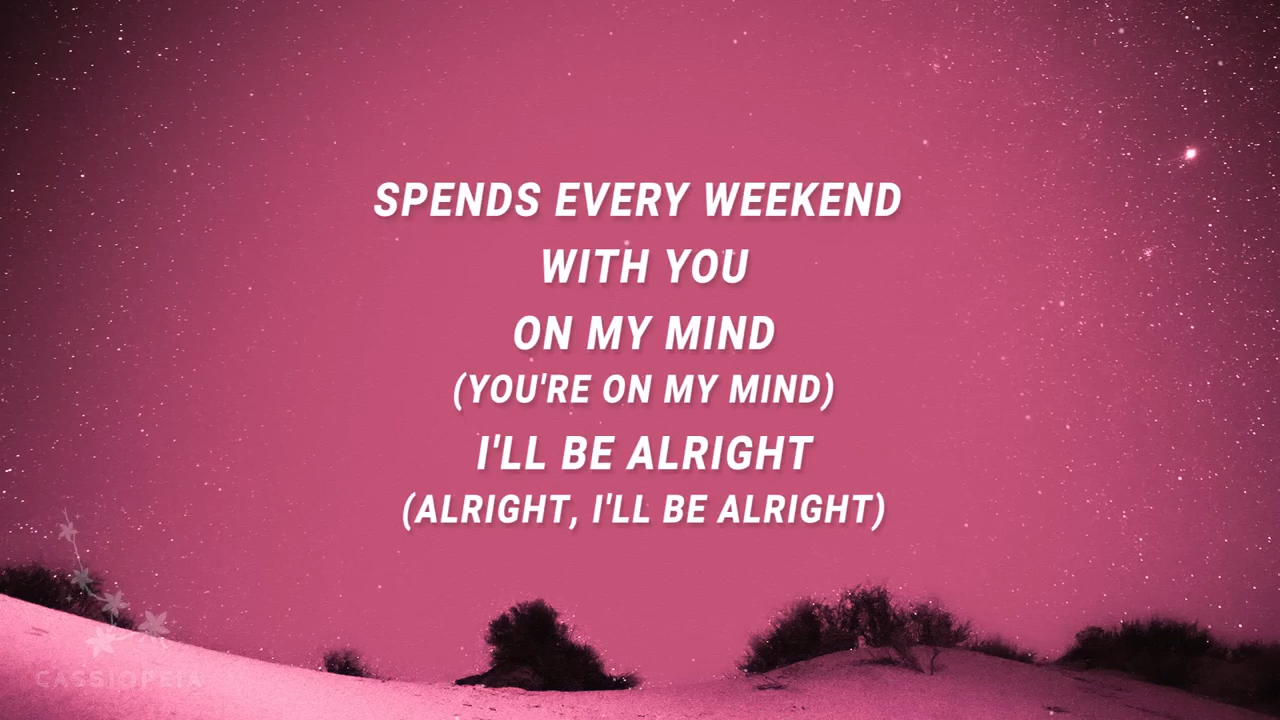 SPENDS EVERY WEEKEND
WITH YOU
ON MY MIND
(YOU'RE ON MY MIND)
I'LL BE ALRIGHT
(ALRIGHT, I'LL BE ALRIGHT)
CASSIOPEIA